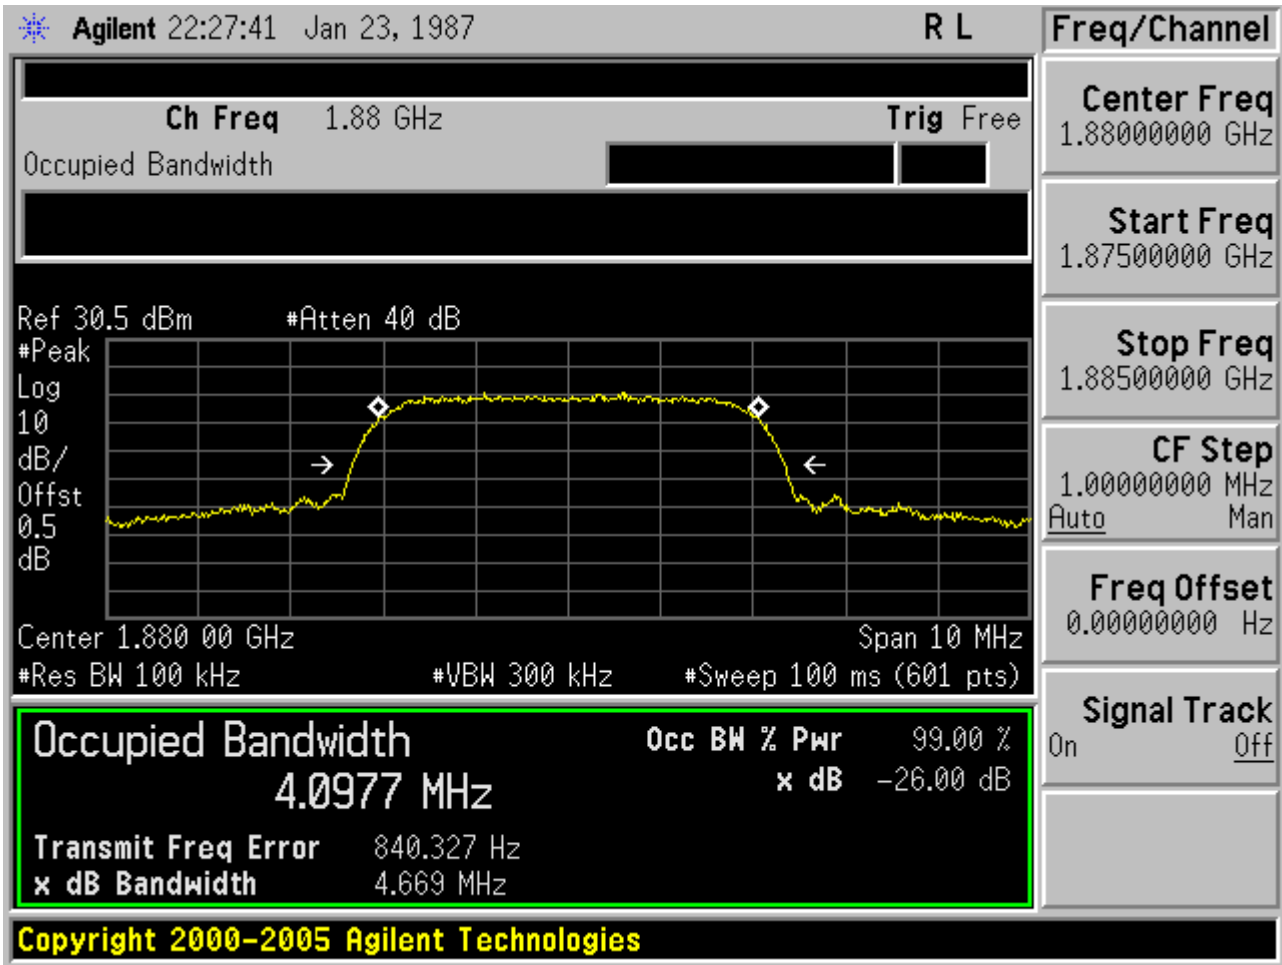 Agilent 22:27:41 Jan 23, 1987 R L
Ch Freq 1.88 GHz Trig Free
Occupied Bandwidth
Ref 30.5 dBm #Atten 40 dB
#Peak
Log
10
dB/
Offst
0.5
dB
Center 1.880 00 GHz Span 10 MHz
#Res BW 100 kHz #VBW 300 kHz #Sweep 100 ms (601 pts)
Occupied Bandwidth
4.0977 MHz
Occ BW % Pwr 99.00 %
x dB -26.00 dB
Transmit Freq Error 840.327 Hz
x dB Bandwidth 4.669 MHz
Copyright 2000-2005 Agilent Technologies
Freq/Channel
Center Freq
1.88000000 GHz
Start Freq
1.87500000 GHz
Stop Freq
1.88500000 GHz
CF Step
1.00000000 MHz
Auto Man
Freq Offset
0.00000000 Hz
Signal Track
On Off